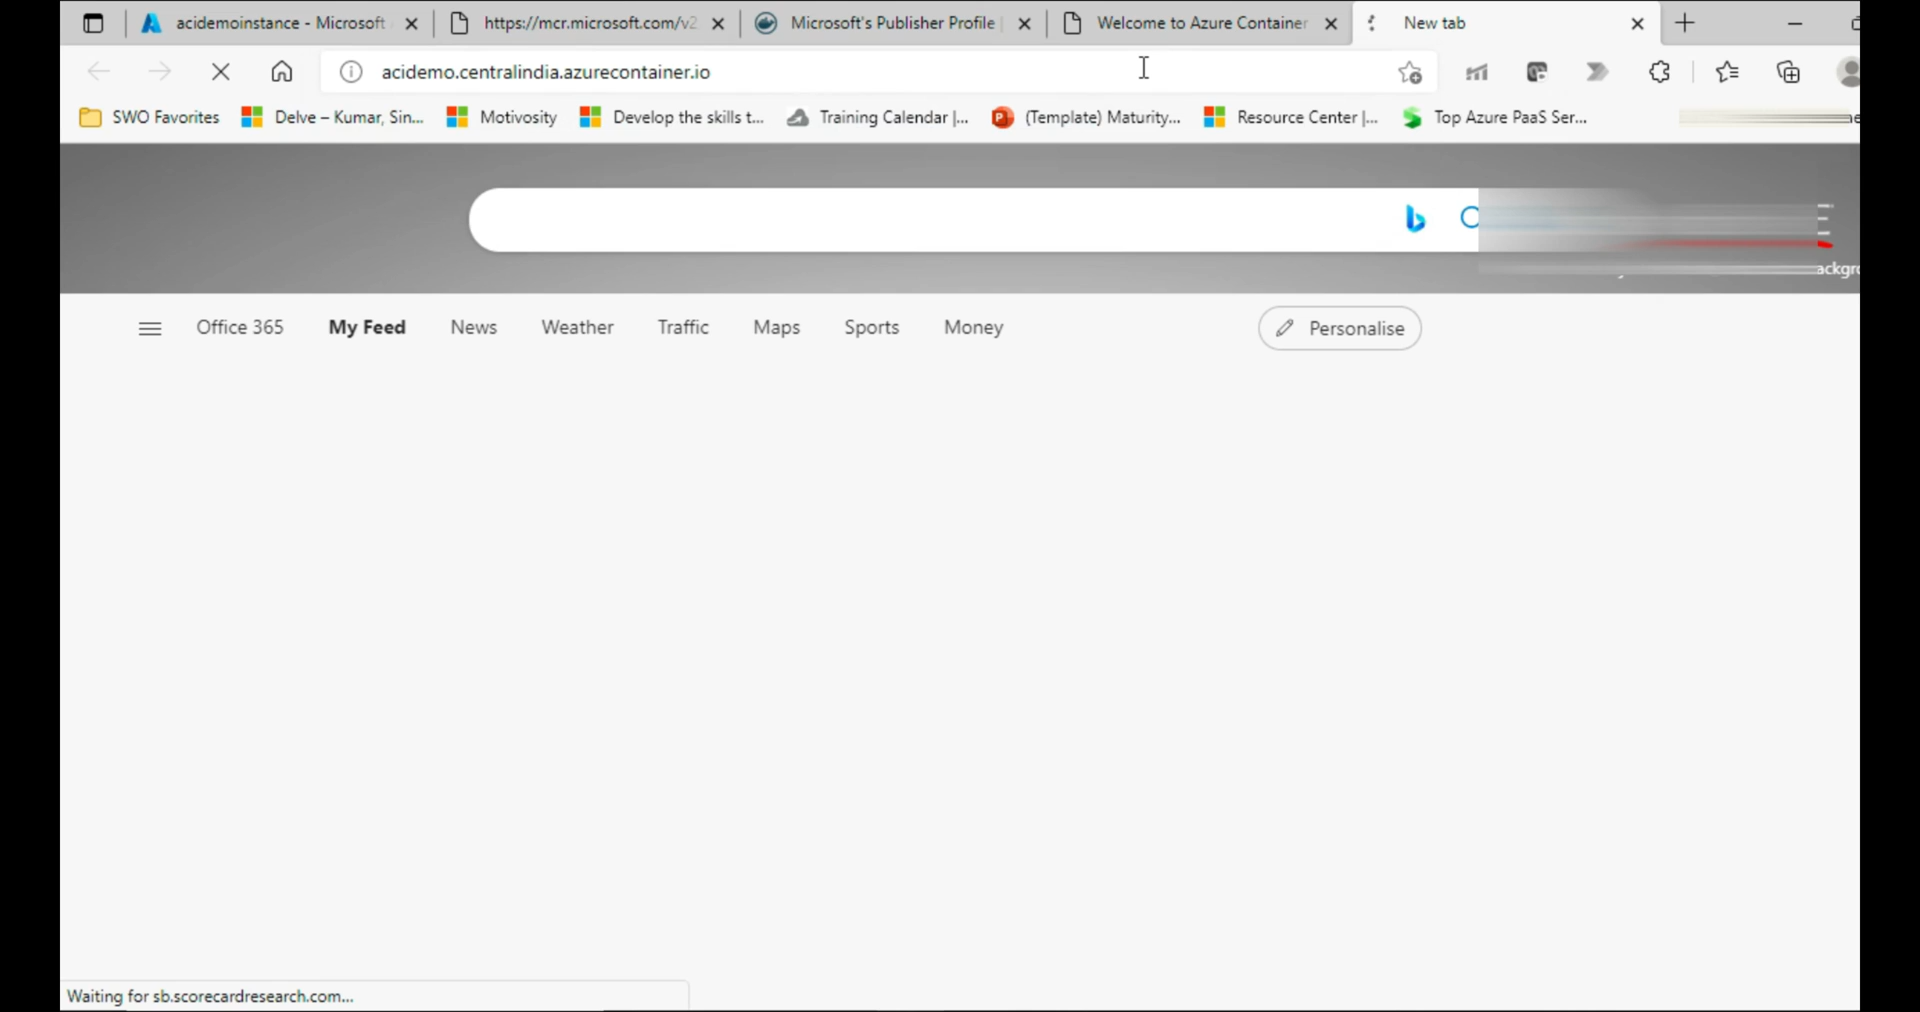 acidemoinstance - Microsoft
https://mcr.microsoft.com/v2
Microsoft's Publisher Profile |
Welcome to Azure Container
New tab
acidemo.centralindia.azurecontainer.io
SWO Favorites
Delve – Kumar, Sin...
Motivosity
Develop the skills t...
Training Calendar |...
(Template) Maturity...
Resource Center |...
Top Azure PaaS Ser...
Office 365
My Feed
News
Weather
Traffic
Maps
Sports
Money
Personalise
Waiting for sb.scorecardresearch.com...